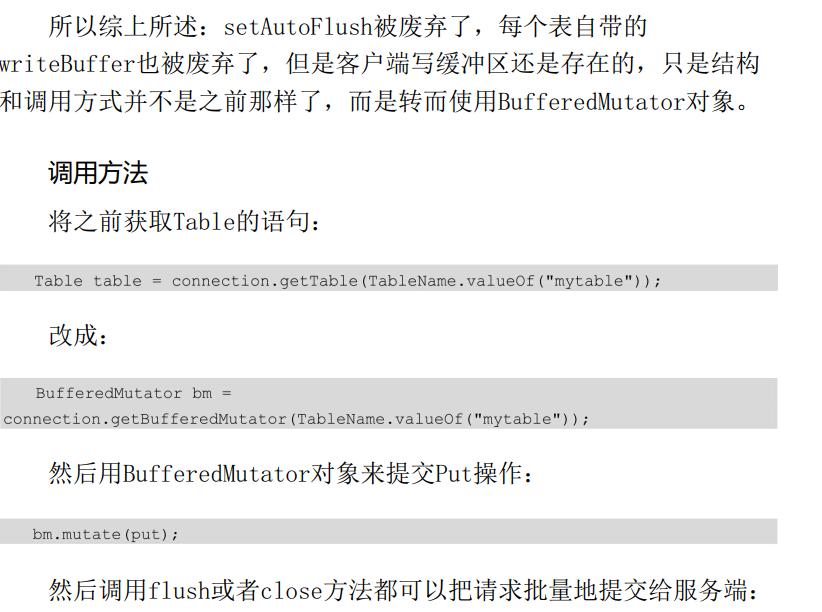 所以综上所述：setAutoFlush被废弃了，每个表自带的
writeBuffer也被废弃了，但是客户端写缓冲区还是存在的，只是结构
和调用方式并不是之前那样了，而是转而使用BufferedMutator对象。
调用方法
将之前获取Table的语句：
Table table = connection.getTable(TableName.valueOf("mytable"));
改成：
BufferedMutator bm =
connection.getBufferedMutator(TableName.valueOf("mytable"));
然后用BufferedMutator对象来提交Put操作：
bm.mutate(put);
然后调用flush或者close方法都可以把请求批量地提交给服务端：